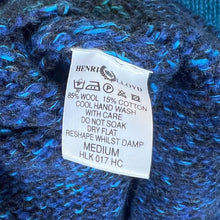 HENRI LLOYD
85% WOOL 15% COTTON
COOL HAND WASH
WITH CARE
DO NOT SOAK
DRY FLAT
RESHAPE WHILST DAMP
MEDIUM
HLK 017 HC